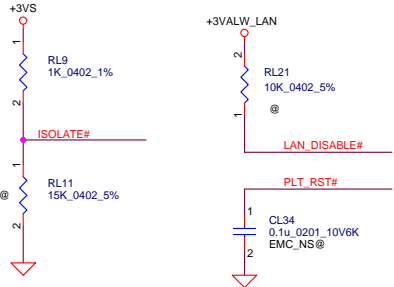 +3VS
1
RL9
1K_0402_1%
2
ISOLATE#
1
RL11
15K_0402_5%
@
2
+3VALW_LAN
2
RL21
10K_0402_5%
1
@
LAN_DISABLE#
PLT_RST#
1
CL34
0.1u_0201_10V6K
EMC_NS@
2